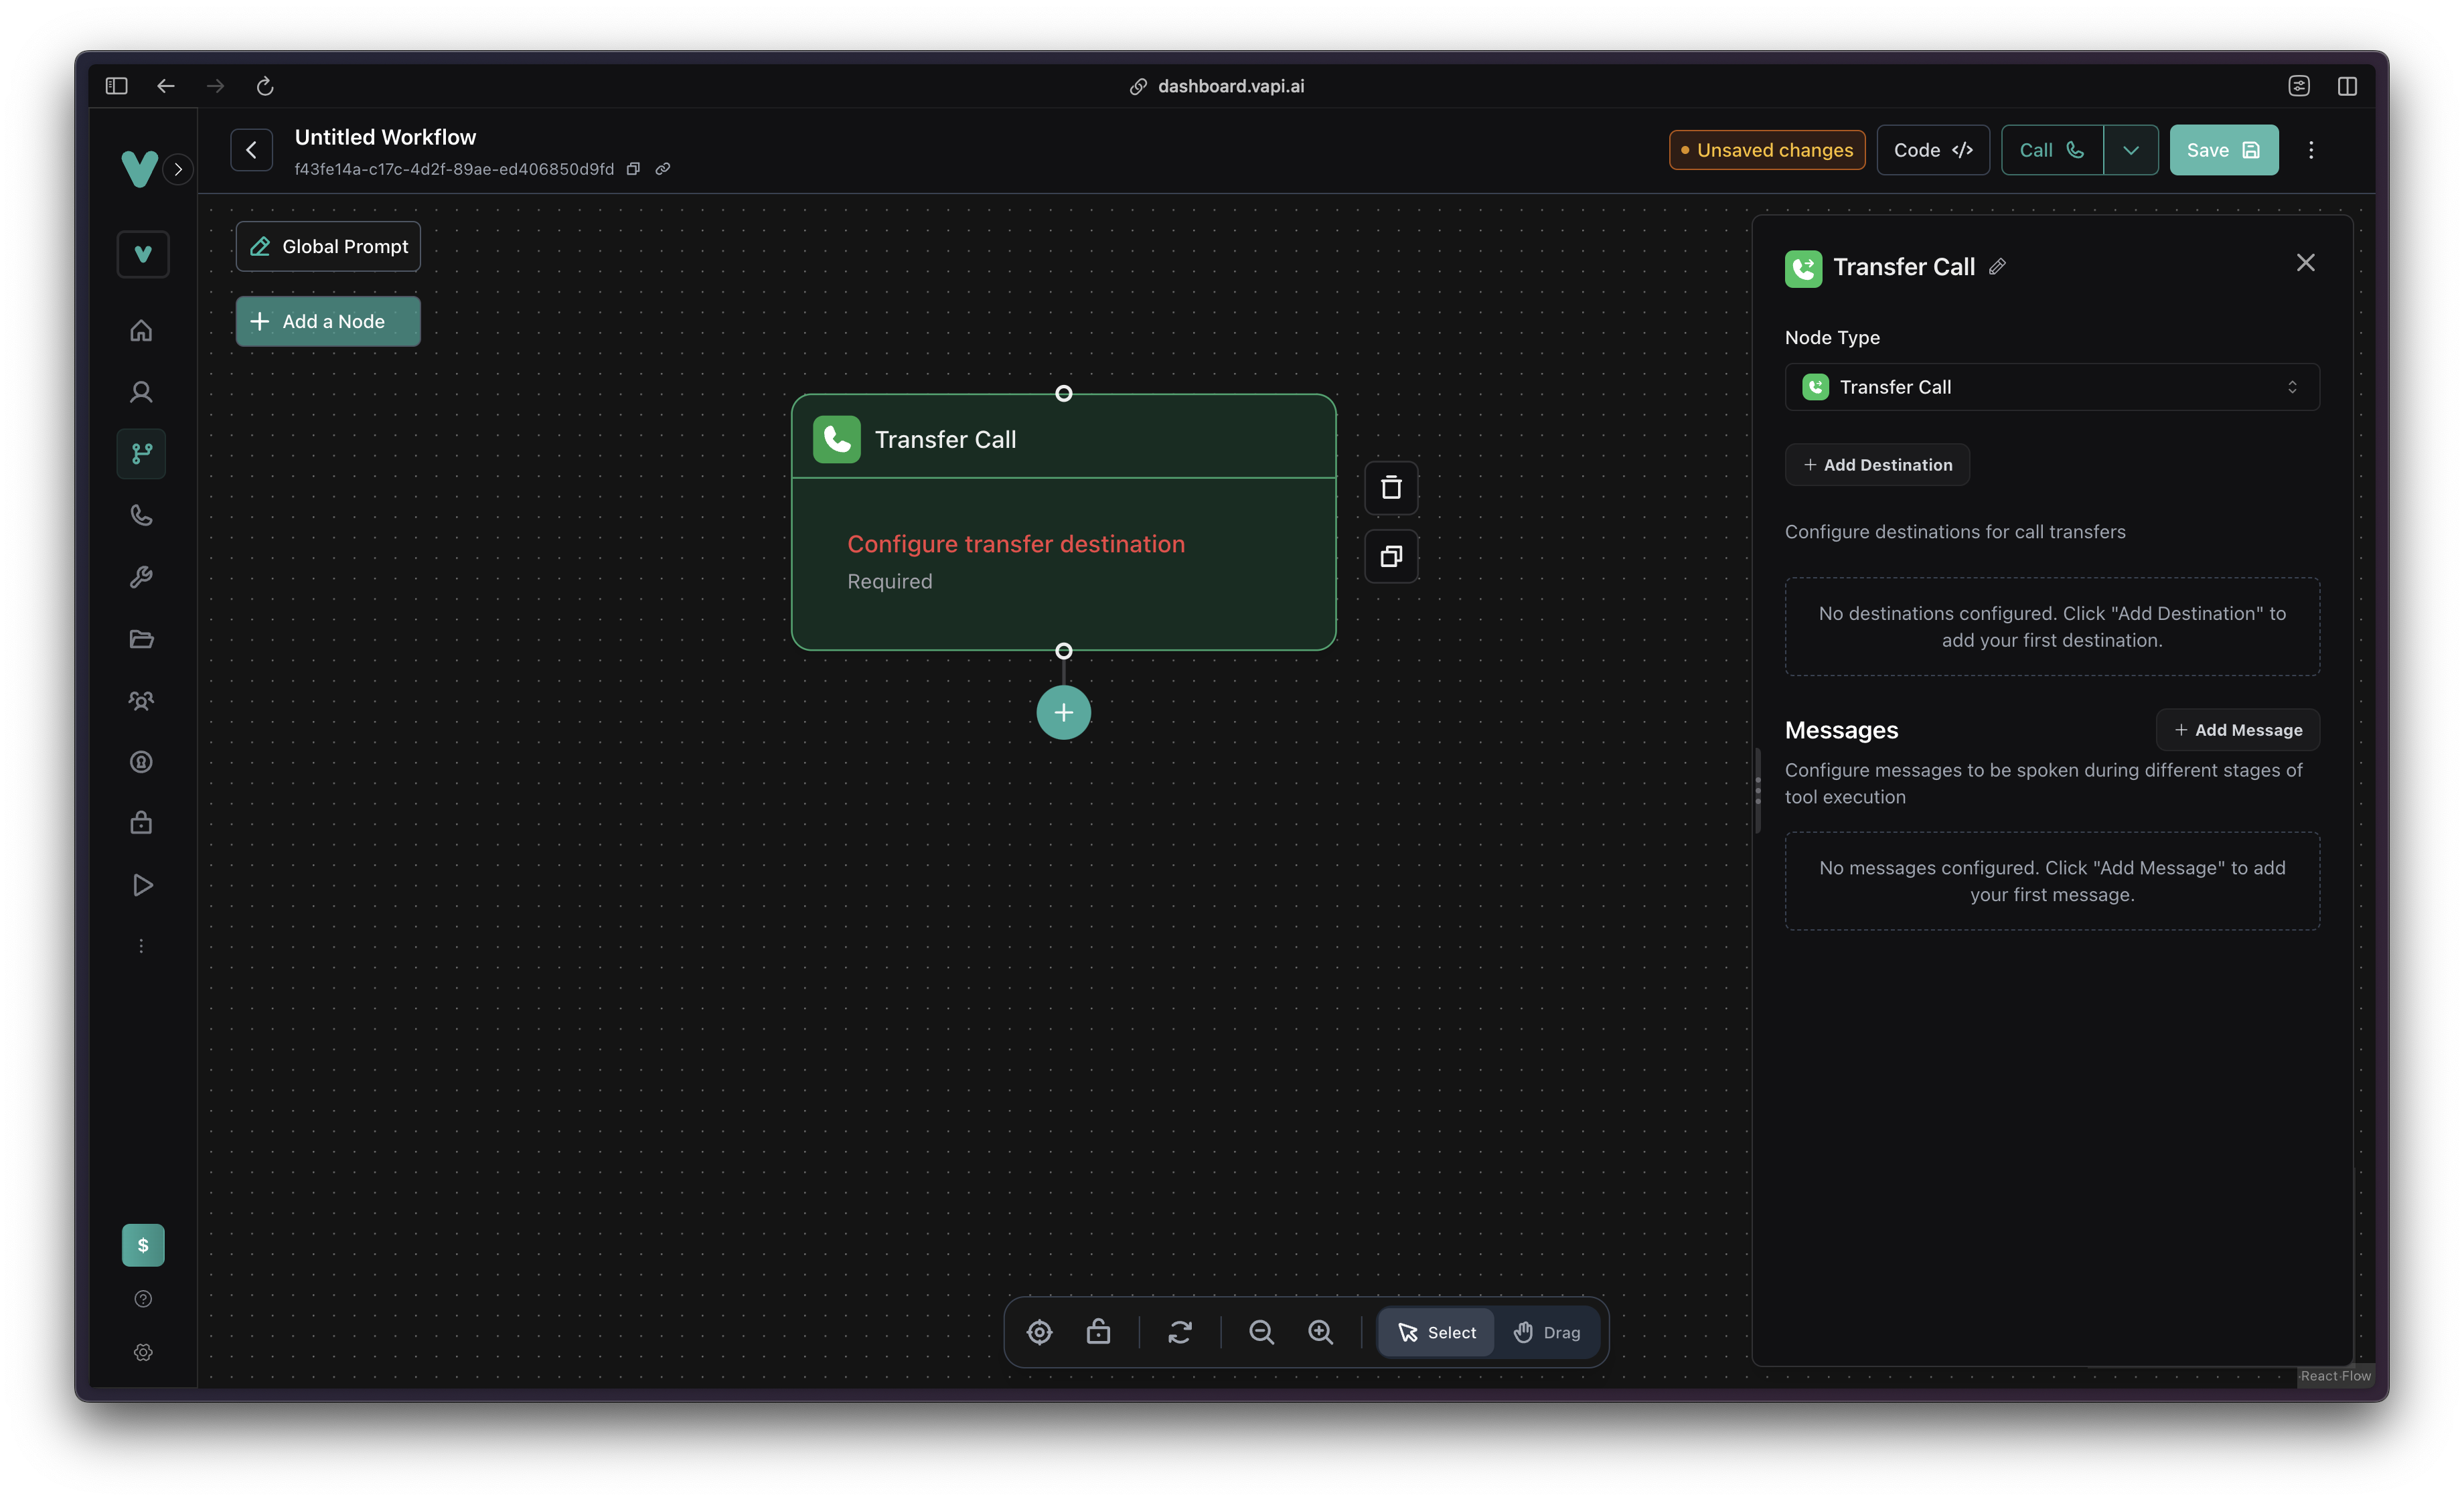 dashboard.vapi.ai
Untitled Workflow
f43fe14a-c17c-4d2f-89ae-ed406850d9fd
Unsaved changes
Code </>
Call
Save
Global Prompt
+ Add a Node
Transfer Call
Configure transfer destination
Required
Transfer Call
Node Type
Transfer Call
+ Add Destination
Configure destinations for call transfers
No destinations configured. Click "Add Destination" to
add your first destination.
Messages
+ Add Message
Configure messages to be spoken during different stages of
tool execution
No messages configured. Click "Add Message" to add
your first message.
$
Select
Drag
React Flow